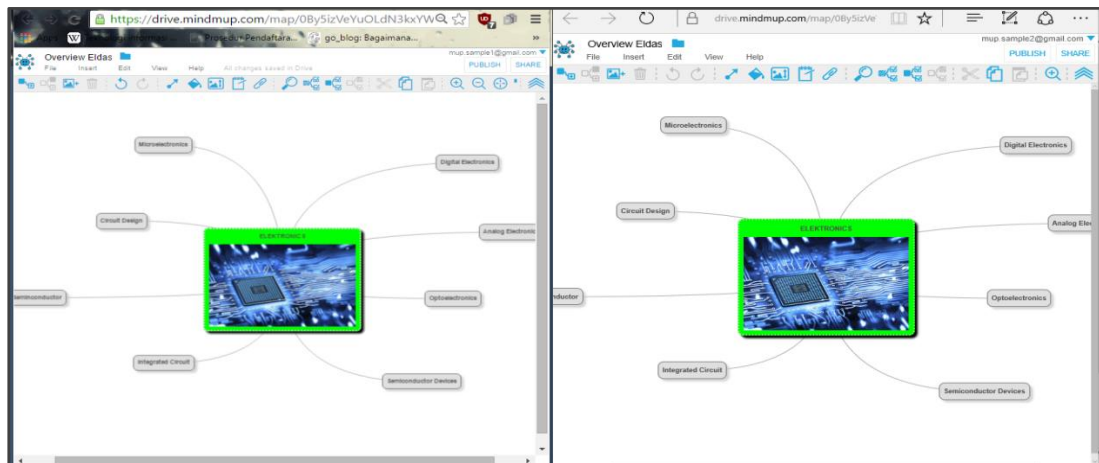 https://drive.mindmup.com/map/0By5izVeYuOLdN3kxYW
Prosedur Pendaftara...
go_blog: Bagaimana...
»
mup.sample1@gmail.com
Overview Eldas
File Insert Edit View Help All changes saved in Drive
PUBLISH SHARE
Microelectronics
Digital Electronics
Circuit Design
Analog Electronic
ELEKTRONICS
Semiconductor
Optoelectronics
Integrated Circuit
Semiconductor Devices
drive.mindmup.com/map/0By5izVe
mup.sample2@gmail.com
Overview Eldas
File Insert Edit View Help
PUBLISH SHARE
Microelectronics
Digital Electronics
Circuit Design
ELEKTRONICS
Analog Ele
nductor
Optoelectronics
Integrated Circuit
Semiconductor Devices